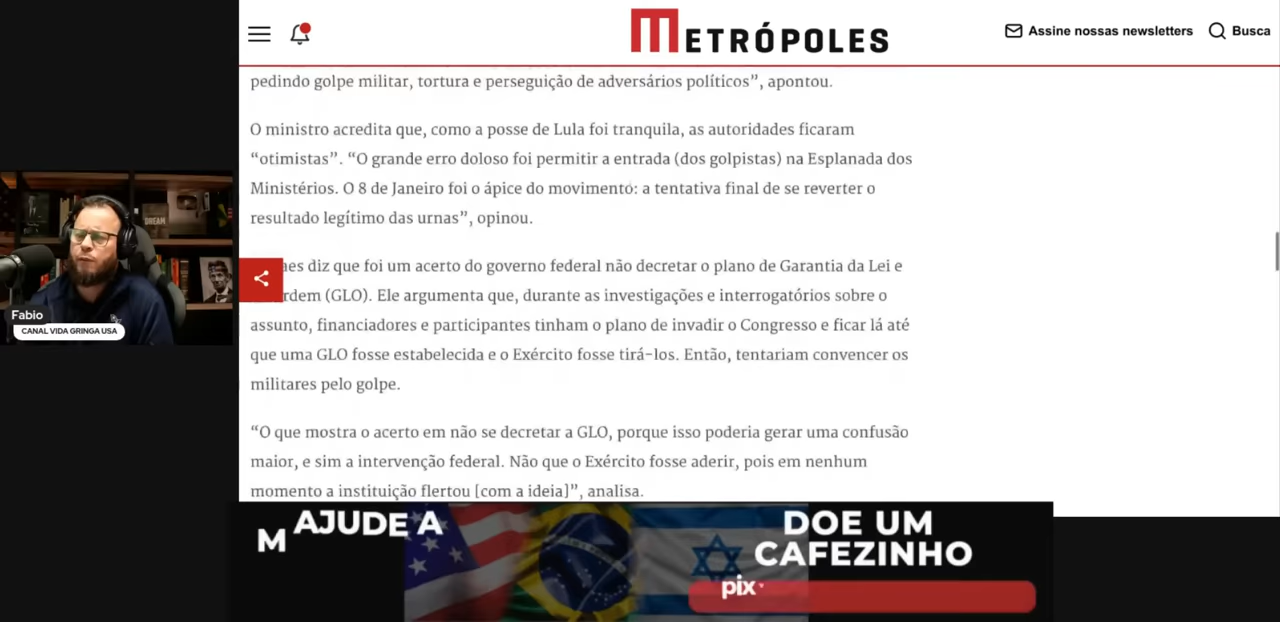 METRÓPOLES
Assine nossas newsletters
Busca
pedindo golpe militar, tortura e perseguição de adversários políticos”, apontou.
O ministro acredita que, como a posse de Lula foi tranquila, as autoridades ficaram
“otimistas”. “O grande erro doloso foi permitir a entrada (dos golpistas) na Esplanada dos
Ministérios. O 8 de Janeiro foi o ápice do movimento: a tentativa final de se reverter o
resultado legítimo das urnas”, opinou.
aes diz que foi um acerto do governo federal não decretar o plano de Garantia da Lei e
rdem (GLO). Ele argumenta que, durante as investigações e interrogatórios sobre o
assunto, financiadores e participantes tinham o plano de invadir o Congresso e ficar lá até
que uma GLO fosse estabelecida e o Exército fosse tirá-los. Então, tentariam convencer os
militares pelo golpe.
“O que mostra o acerto em não se decretar a GLO, porque isso poderia gerar uma confusão
maior, e sim a intervenção federal. Não que o Exército fosse aderir, pois em nenhum
momento a instituição flertou [com a ideia]”, analisa.
DREAM
Fabio
CANAL VIDA GRINGA USA
M AJUDE A
DOE UM
CAFEZINHO
pix